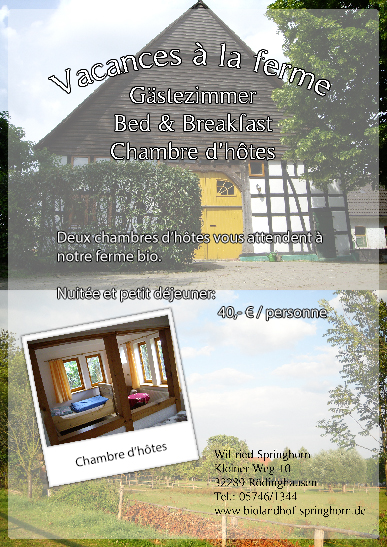 Vacances à la ferme
Gästezimmer
Bed & Breakfast
Chambre d'hôtes
Deux chambres d'hôtes vous attendent à
notre ferme bio.
Nuitée et petit déjeuner:
40,- € / personne
Chambre d'hôtes
Wilfried Springhorn
Kleiner Weg 10
32289 Rödinghausen
Tel.: 05746/1344
www.biolandhof-springhorn.de